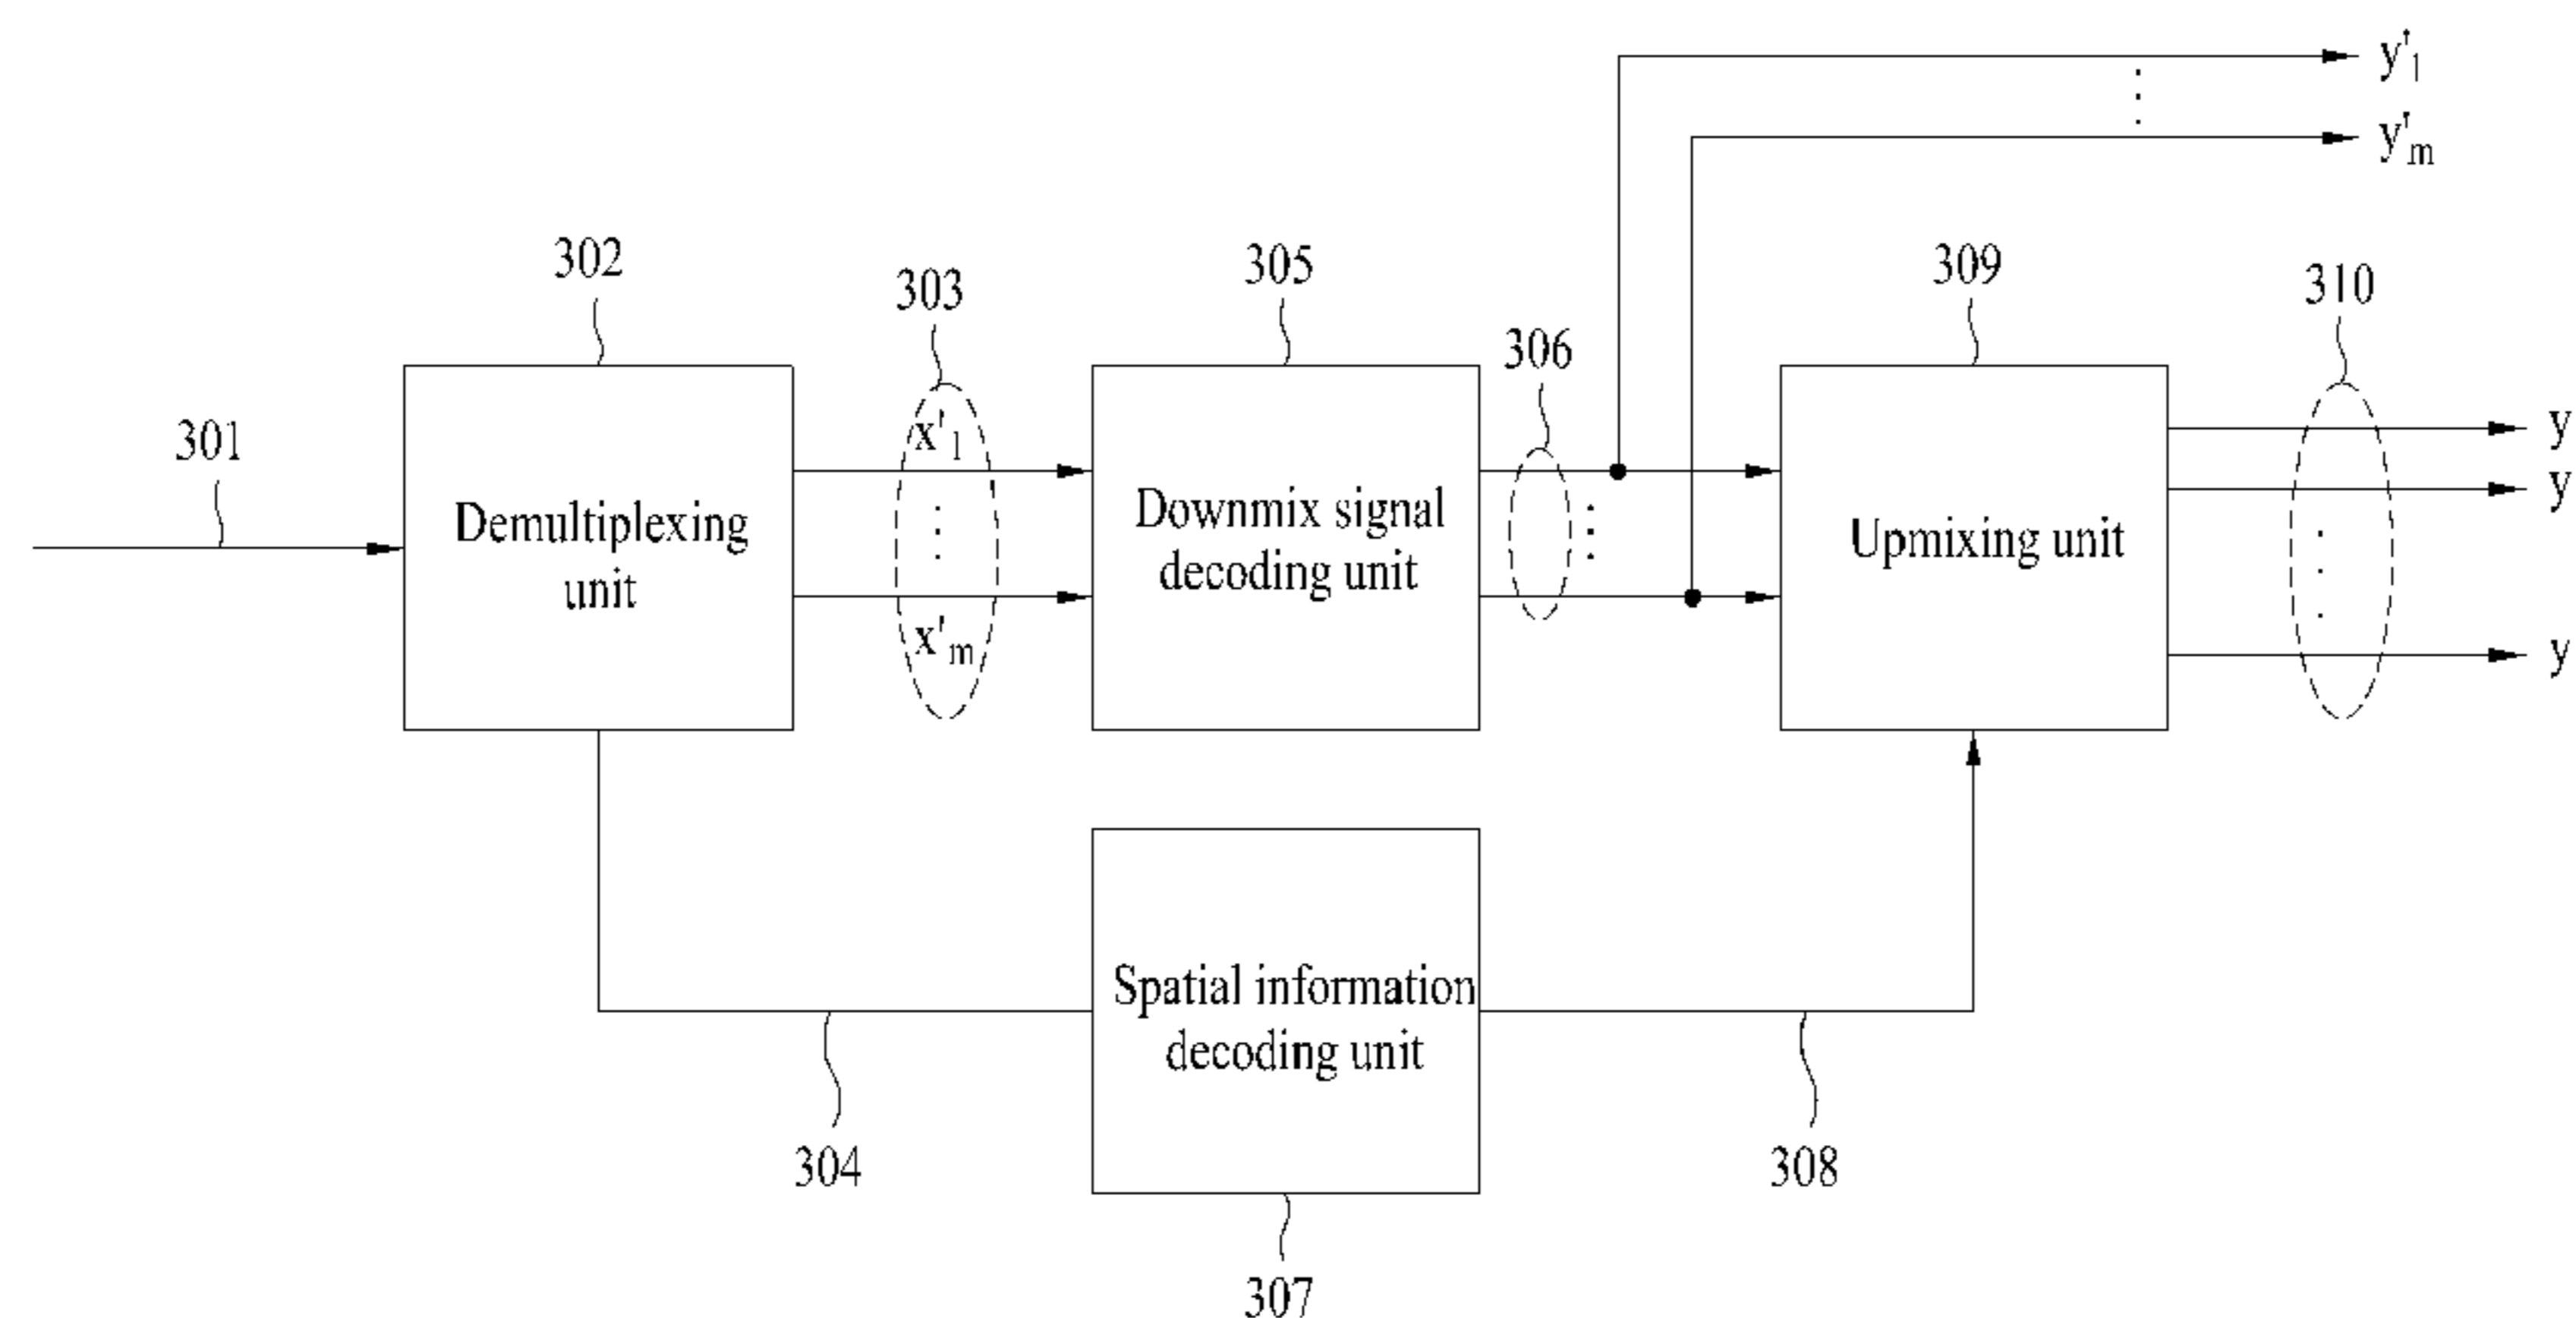 y'1
y'm
302
303
305
306
309
310
301
x'1
x'm
Demultiplexing
unit
Downmix signal
decoding unit
Upmixing unit
y
y
y
Spatial information
decoding unit
304
308
307